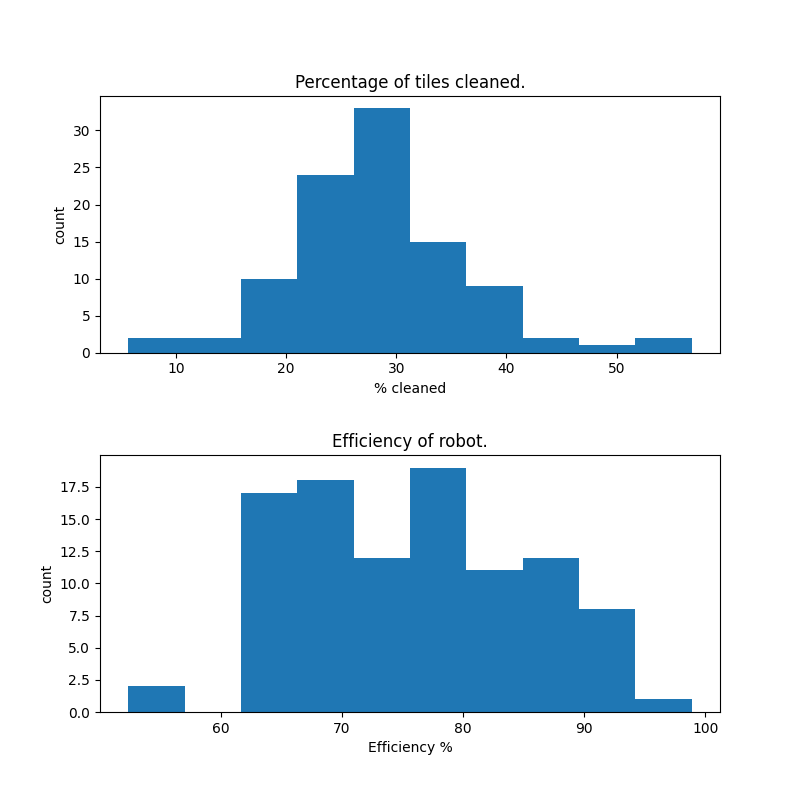 Percentage of tiles cleaned.
30
25
20
15
10
5
0
count
10 20 30 40 50
% cleaned
Efficiency of robot.
17.5
15.0
12.5
10.0
7.5
5.0
2.5
0.0
count
60 70 80 90 100
Efficiency %